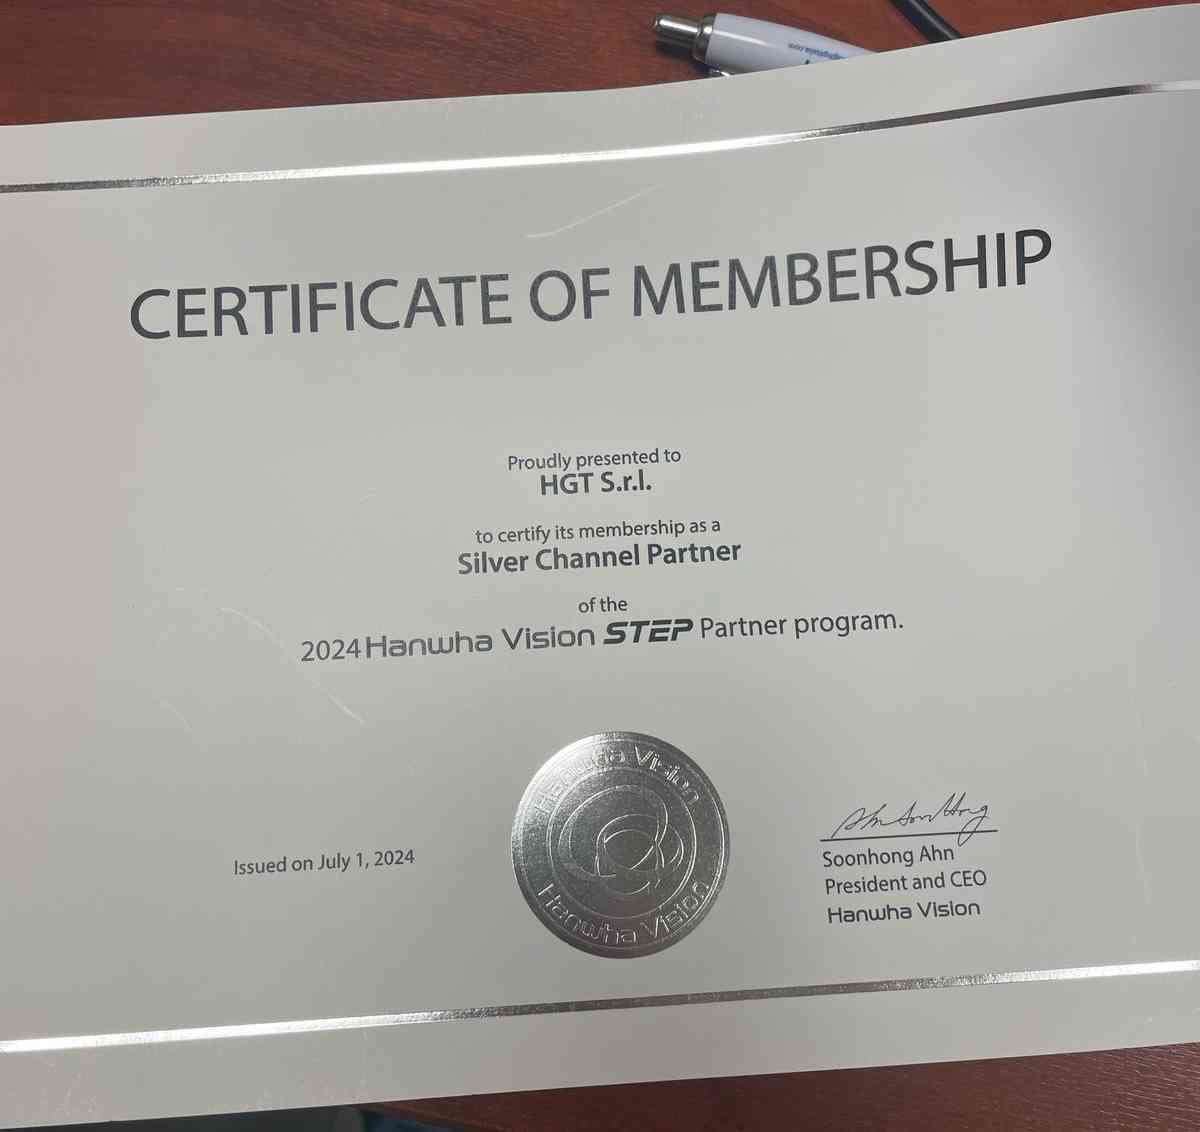 CERTIFICATE OF MEMBERSHIP
Proudly presented to
HGT S.r.l.
to certify its membership as a
Silver Channel Partner
of the
2024 Hanwha Vision STEP Partner program.
Hanwha Vision
Hanwha Vision
Issued on July 1, 2024
Soonhong Ahn
President and CEO
Hanwha Vision